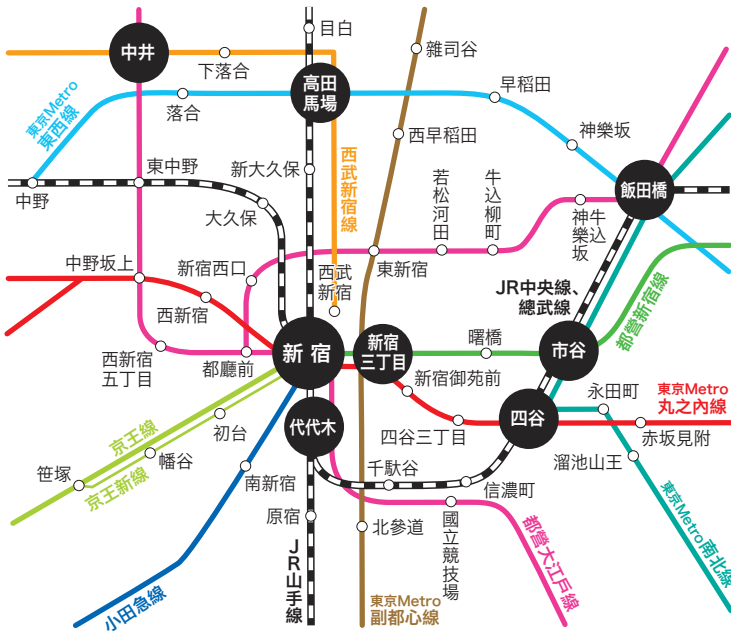 目白
中井
下落合
雜司谷
高田
馬場
早稻田
東京Metro
東西線
落合
西早稻田
神樂坂
東中野
新大久保
西武新宿線
飯田橋
中野
大久保
若松河田
牛込柳町
牛込
神樂坂
中野坂上
新宿西口
西武
新宿
東新宿
JR中央線、
總武線
西新宿
都營新宿線
新宿
新宿
三丁目
曙橋
市谷
西新宿
五丁目
都廳前
新宿御苑前
永田町
東京Metro
丸之內線
京王線
初台
代代木
四谷三丁目
四谷
赤坂見附
笹塚
幡谷
京王新線
南新宿
千駄谷
信濃町
溜池山王
原宿
北參道
國立競技場
東京Metro南北線
JR山手線
都營大江戶線
小田急線
東京Metro
副都心線